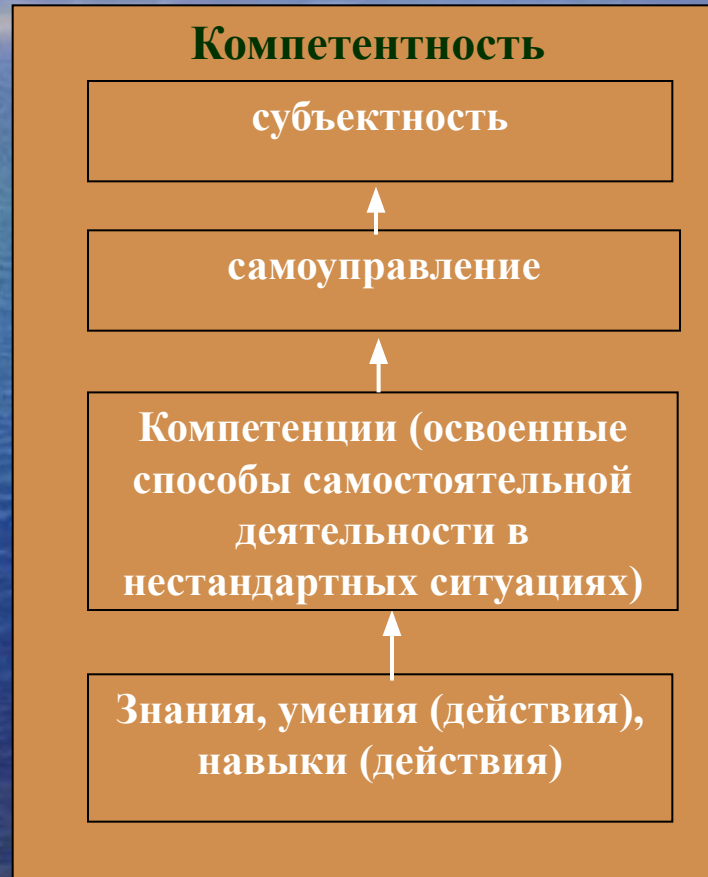 Компетентность
субъектность
самоуправление
Компетенции (освоенные
способы самостоятельной
деятельности в
нестандартных ситуациях)
Знания, умения (действия),
навыки (действия)